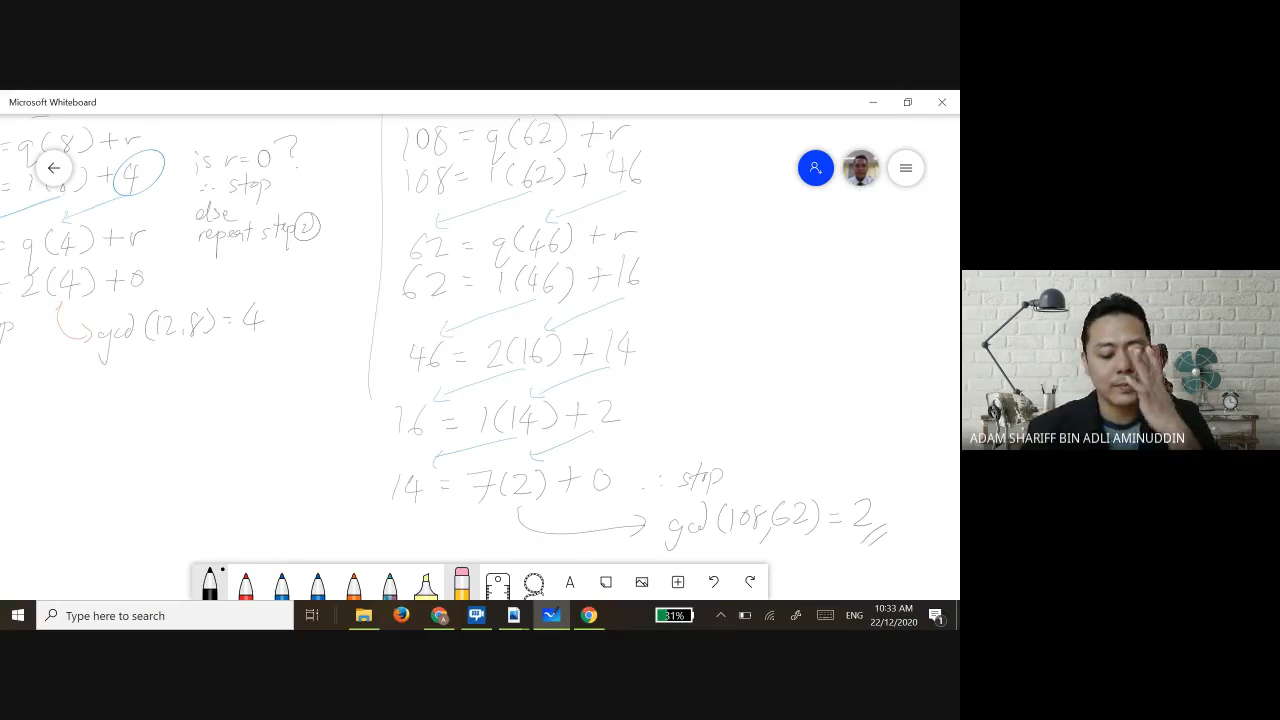 Microsoft Whiteboard
= q(8) + r
= 1(8) + 4
= q(4) + r
= 2(4) + 0
gcd (12,8) = 4
is r = 0 ?
∴ stop
else
repeat step 2
108 = q(62) + r
108 = 1(62) + 46
62 = q(46) + r
62 = 1(46) + 16
46 = 2(16) + 14
16 = 1(14) + 2
14 = 7(2) + 0 ∴ stop
gcd (108,62) = 2
ADAM SHARIFF BIN ADLI AMINUDDIN
Type here to search
31%
ENG
10:33 AM
22/12/2020
1